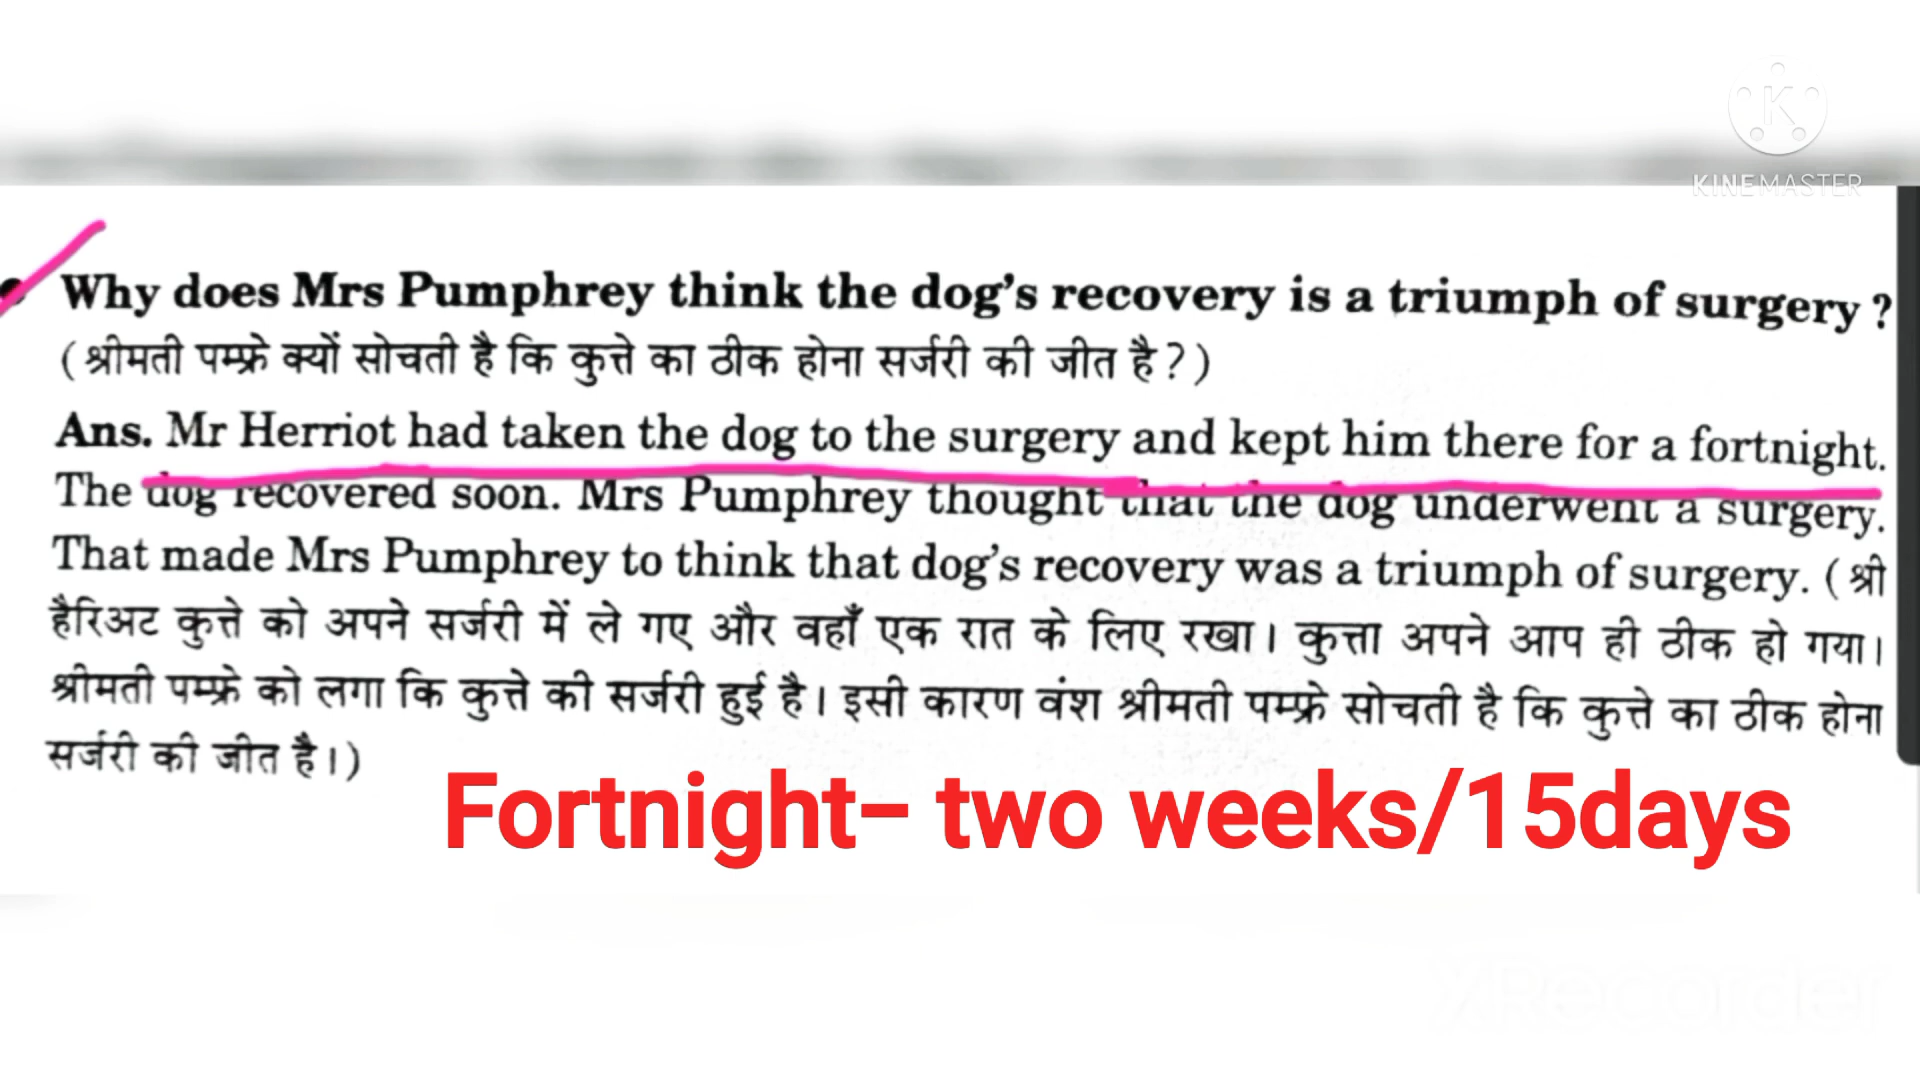 KINEMASTER
Why does Mrs Pumphrey think the dog's recovery is a triumph of surgery ?
(श्रीमती पम्फ्रे क्यों सोचती है कि कुत्ते का ठीक होना सर्जरी की जीत है ? )
Ans. Mr Herriot had taken the dog to the surgery and kept him there for a fortnight.
The dog recovered soon. Mrs Pumphrey thought that the dog underwent a surgery.
That made Mrs Pumphrey to think that dog's recovery was a triumph of surgery. ( श्री
हैरिअट कुत्ते को अपने सर्जरी में ले गए और वहाँ एक रात के लिए रखा। कुत्ता अपने आप ही ठीक हो गया।
श्रीमती पम्फ्रे को लगा कि कुत्ते की सर्जरी हुई है। इसी कारण वंश श्रीमती पम्फ्रे सोचती है कि कुत्ते का ठीक होना
सर्जरी की जीत है।)
Fortnight– two weeks/15days
XRecorder